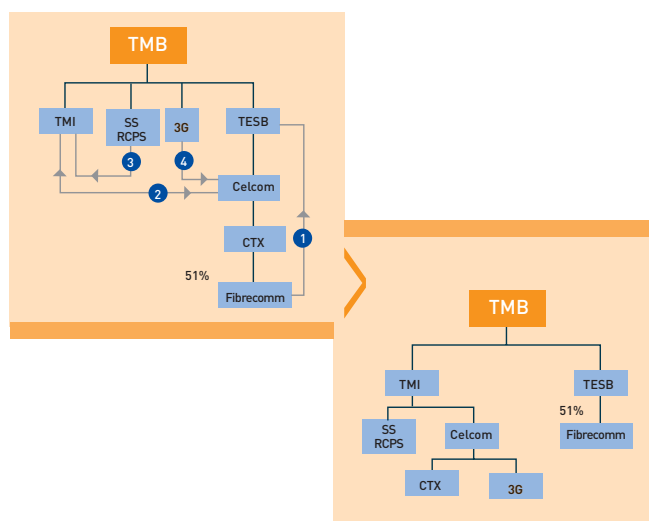 TMB
TMI
SS
RCPS
3G
TESB
3
4
2
Celcom
CTX
1
51%
Fibrecomm
TMB
TMI
TESB
51%
SS
RCPS
Celcom
Fibrecomm
CTX
3G